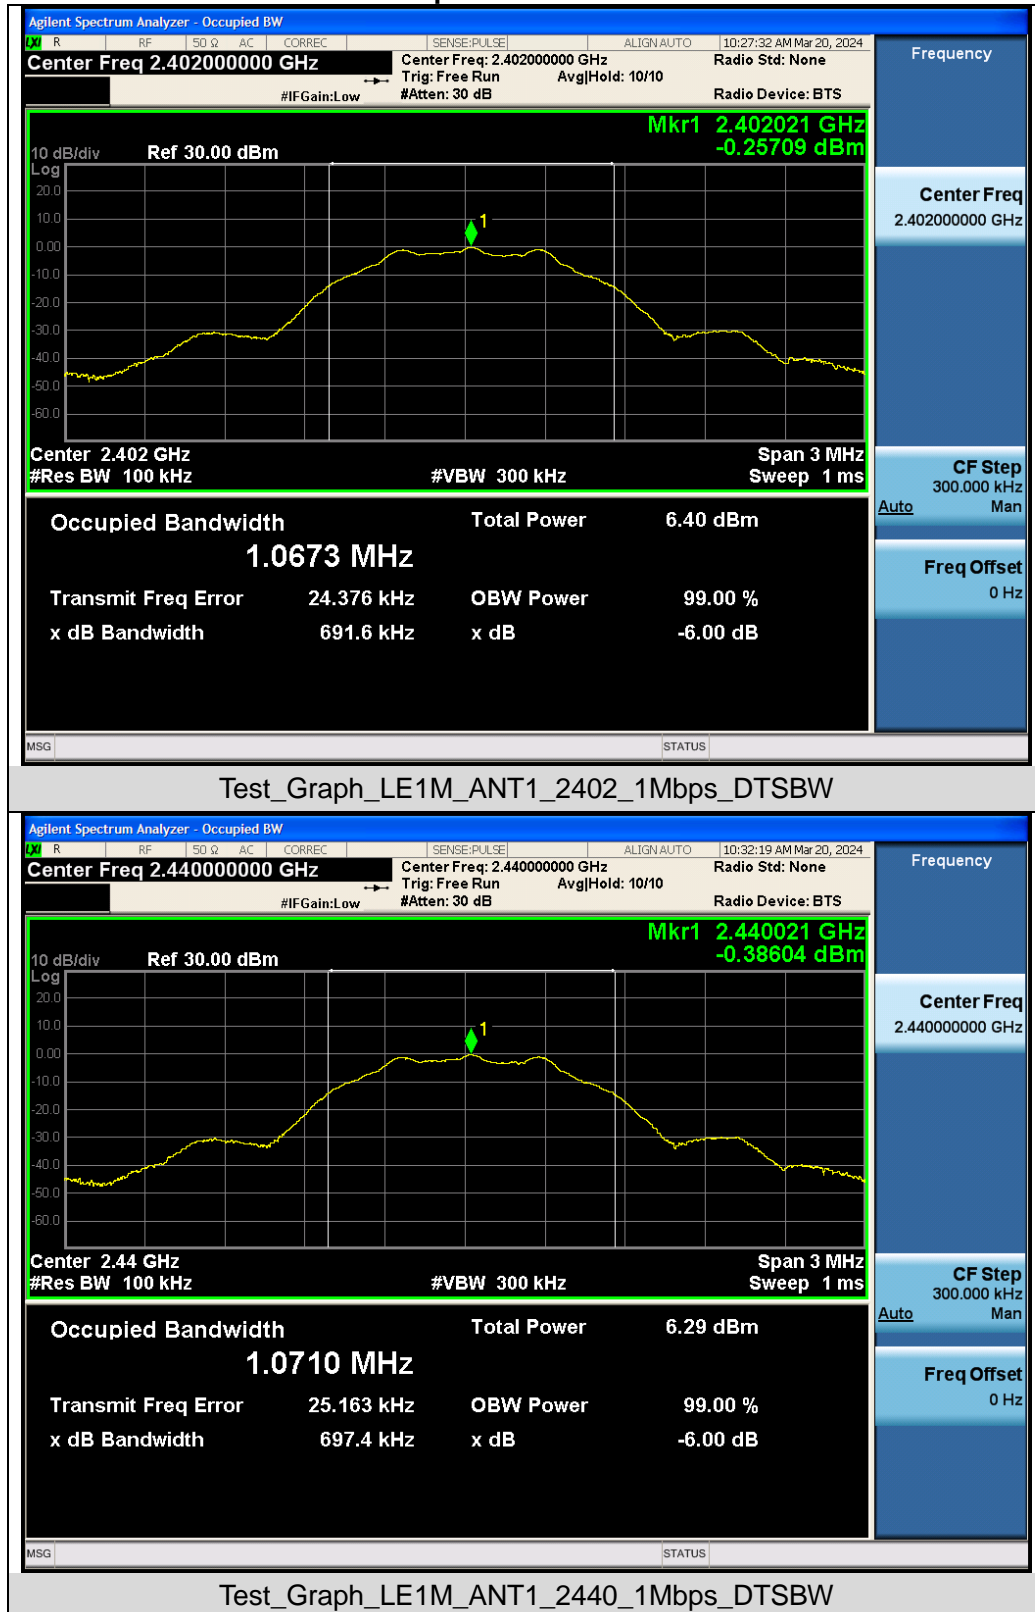 Agilent Spectrum Analyzer - Occupied BW
LXI R RF 50 Ω AC CORREC SENSE:PULSE ALIGN AUTO 10:27:32 AM Mar 20, 2024
Center Freq 2.402000000 GHz Center Freq: 2.402000000 GHz Radio Std: None Frequency
Trig: Free Run Avg|Hold: 10/10
#IFGain:Low #Atten: 30 dB Radio Device: BTS
Mkr1 2.402021 GHz
10 dB/div Ref 30.00 dBm -0.25709 dBm
Log
20.0
10.0
0.00
-10.0
-20.0
-30.0
-40.0
-50.0
-60.0
1
Center Freq
2.402000000 GHz
Center 2.402 GHz Span 3 MHz
#Res BW 100 kHz #VBW 300 kHz Sweep 1 ms
CF Step
300.000 kHz
Auto Man
Freq Offset
0 Hz
Occupied Bandwidth Total Power 6.40 dBm
1.0673 MHz
Transmit Freq Error 24.376 kHz OBW Power 99.00 %
x dB Bandwidth 691.6 kHz x dB -6.00 dB
MSG STATUS
Test_Graph_LE1M_ANT1_2402_1Mbps_DTSBW
Agilent Spectrum Analyzer - Occupied BW
LXI R RF 50 Ω AC CORREC SENSE:PULSE ALIGN AUTO 10:32:19 AM Mar 20, 2024
Center Freq 2.440000000 GHz Center Freq: 2.440000000 GHz Radio Std: None Frequency
Trig: Free Run Avg|Hold: 10/10
#IFGain:Low #Atten: 30 dB Radio Device: BTS
Mkr1 2.440021 GHz
10 dB/div Ref 30.00 dBm -0.38604 dBm
Log
20.0
10.0
0.00
-10.0
-20.0
-30.0
-40.0
-50.0
-60.0
1
Center Freq
2.440000000 GHz
Center 2.44 GHz Span 3 MHz
#Res BW 100 kHz #VBW 300 kHz Sweep 1 ms
CF Step
300.000 kHz
Auto Man
Freq Offset
0 Hz
Occupied Bandwidth Total Power 6.29 dBm
1.0710 MHz
Transmit Freq Error 25.163 kHz OBW Power 99.00 %
x dB Bandwidth 697.4 kHz x dB -6.00 dB
MSG STATUS
Test_Graph_LE1M_ANT1_2440_1Mbps_DTSBW